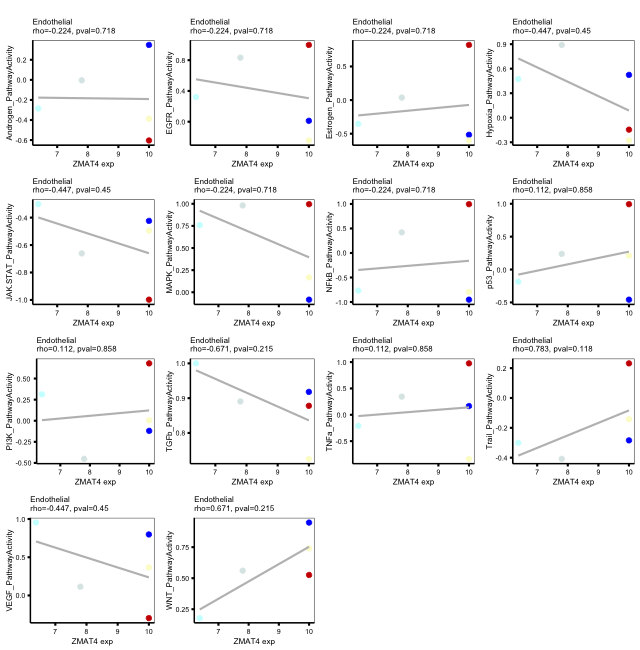 Endothelial
rho=-0.224, pval=0.718
Androgen_PathwayActivity
0.2
0.0
-0.2
-0.4
-0.6
7
8
9
10
ZMAT4 exp
Endothelial
rho=-0.224, pval=0.718
EGFR_PathwayActivity
1.00
0.75
0.50
0.25
0.00
-0.25
7
8
9
10
ZMAT4 exp
Endothelial
rho=-0.224, pval=0.718
Estrogen_PathwayActivity
0.5
0.0
-0.5
7
8
9
10
ZMAT4 exp
Endothelial
rho=-0.447, pval=0.45
Hypoxia_PathwayActivity
0.9
0.6
0.3
0.0
-0.3
7
8
9
10
ZMAT4 exp
Endothelial
rho=-0.447, pval=0.45
JAK.STAT_PathwayActivity
-0.4
-0.6
-0.8
-1.0
7
8
9
10
ZMAT4 exp
Endothelial
rho=-0.224, pval=0.718
MAPK_PathwayActivity
1.00
0.75
0.50
0.25
0.00
7
8
9
10
ZMAT4 exp
Endothelial
rho=-0.224, pval=0.718
NFkB_PathwayActivity
1.0
0.5
0.0
-0.5
-1.0
7
8
9
10
ZMAT4 exp
Endothelial
rho=0.112, pval=0.858
p53_PathwayActivity
1.0
0.5
0.0
-0.5
7
8
9
10
ZMAT4 exp
Endothelial
rho=0.112, pval=0.858
PI3K_PathwayActivity
0.50
0.25
0.00
-0.25
-0.50
7
8
9
10
ZMAT4 exp
Endothelial
rho=-0.671, pval=0.215
TGFb_PathwayActivity
1.0
0.9
0.8
7
8
9
10
ZMAT4 exp
Endothelial
rho=0.112, pval=0.858
TNFa_PathwayActivity
1.0
0.5
0.0
-0.5
7
8
9
10
ZMAT4 exp
Endothelial
rho=0.783, pval=0.118
Trail_PathwayActivity
0.2
0.0
-0.2
-0.4
7
8
9
10
ZMAT4 exp
Endothelial
rho=-0.447, pval=0.45
VEGF_PathwayActivity
1.0
0.5
0.0
7
8
9
10
ZMAT4 exp
Endothelial
rho=0.671, pval=0.215
WNT_PathwayActivity
0.75
0.50
0.25
7
8
9
10
ZMAT4 exp